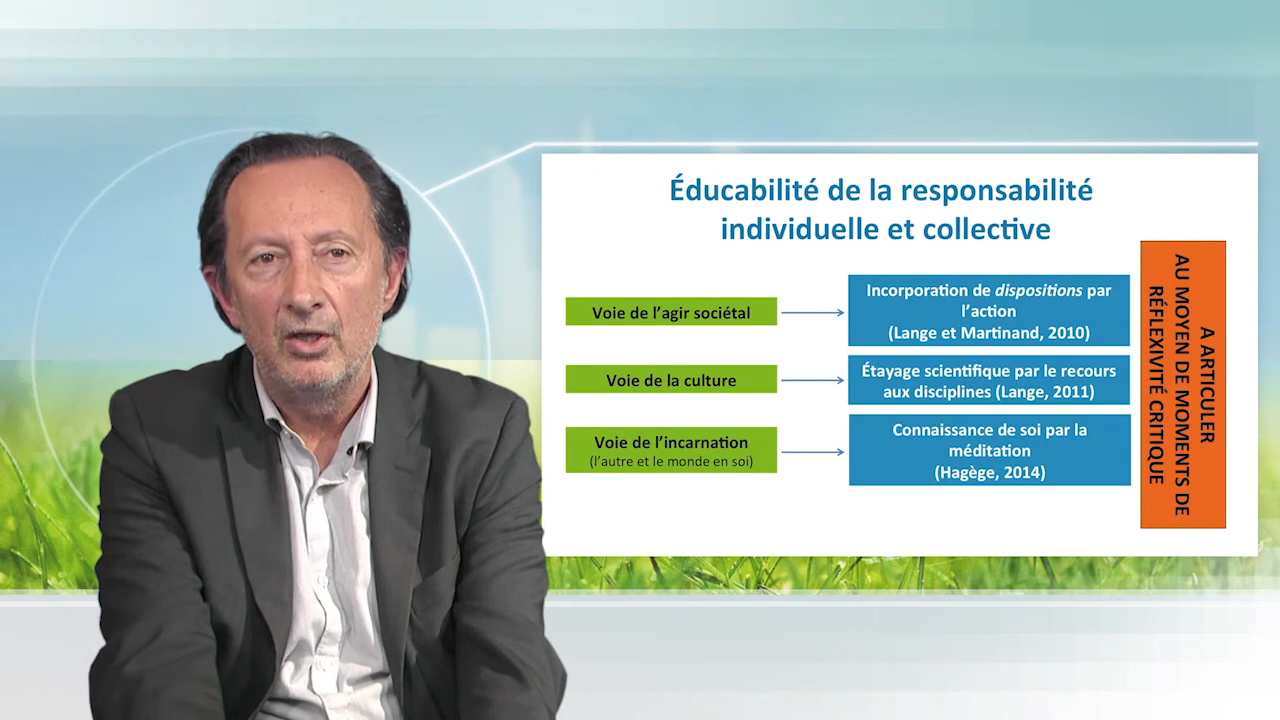 Éducabilité de la responsabilité
individuelle et collective
Voie de l’agir sociétal
Incorporation de dispositions par
l’action
(Lange et Martinand, 2010)
Voie de la culture
Étayage scientifique par le recours
aux disciplines (Lange, 2011)
Voie de l’incarnation
(l’autre et le monde en soi)
Connaissance de soi par la
méditation
(Hagège, 2014)
A ARTICULER
AU MOYEN DE MOMENTS DE
RÉFLEXIVITÉ CRITIQUE